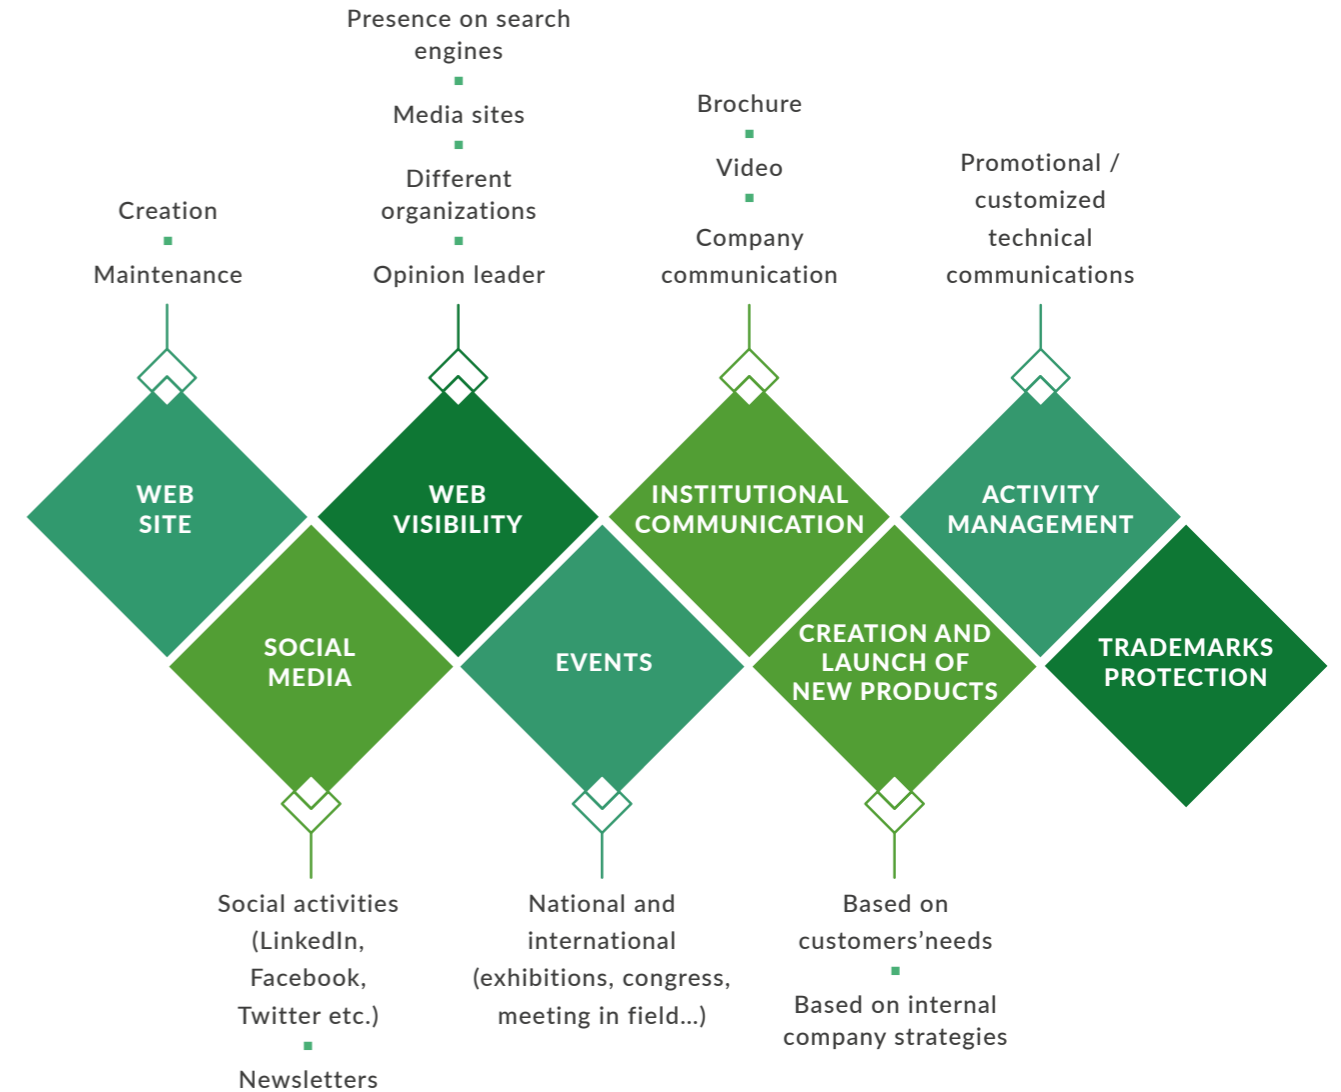 Presence on search
engines
Media sites
Different
organizations
Opinion leader
Creation
Maintenance
Brochure
Video
Company
communication
Promotional /
customized
technical
communications
WEB
SITE
WEB
VISIBILITY
INSTITUTIONAL
COMMUNICATION
ACTIVITY
MANAGEMENT
SOCIAL
MEDIA
EVENTS
CREATION AND
LAUNCH OF
NEW PRODUCTS
TRADEMARKS
PROTECTION
Social activities
(LinkedIn,
Facebook,
Twitter etc.)
Newsletters
National and
international
(exhibitions, congress,
meeting in field...)
Based on
customers’needs
Based on internal
company strategies